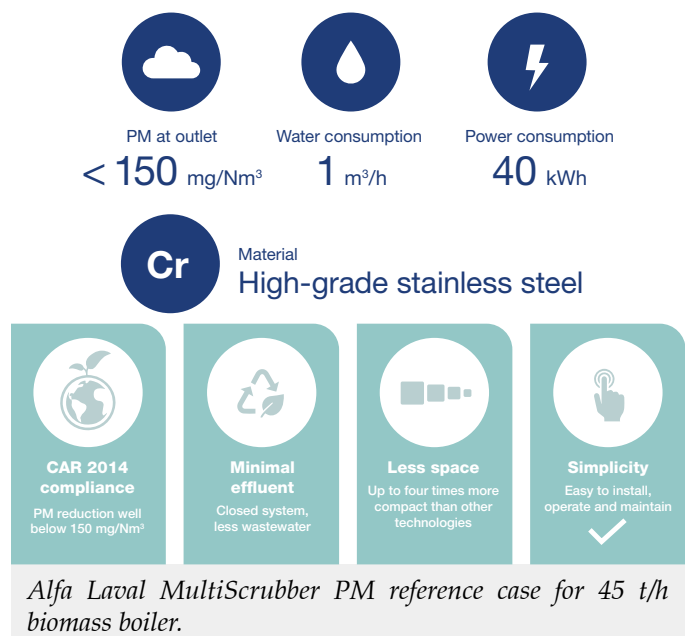 PM at outlet
< 150 mg/Nm³
Water consumption
1 m³/h
Power consumption
40 kWh
Cr
Material
High-grade stainless steel
CAR 2014
compliance
PM reduction well
below 150 mg/Nm³
Minimal
effluent
Closed system,
less wastewater
Less space
Up to four times more
compact than other
technologies
Simplicity
Easy to install,
operate and maintain
Alfa Laval MultiScrubber PM reference case for 45 t/h
biomass boiler.